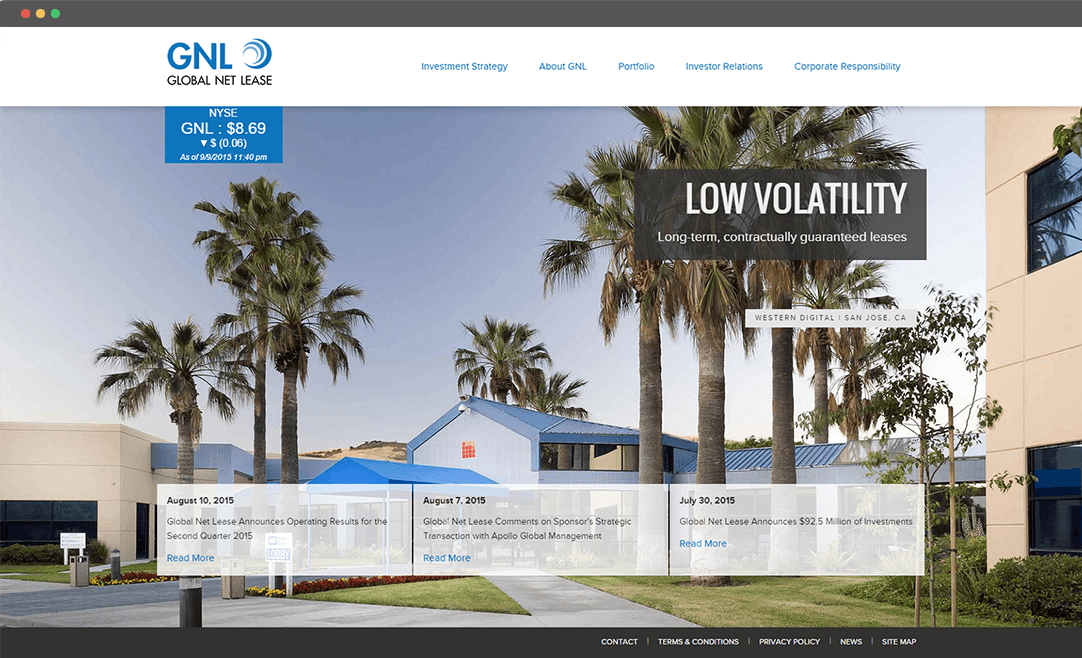 GNL
GLOBAL NET LEASE
Investment Strategy
About GNL
Portfolio
Investor Relations
Corporate Responsibility
NYSE
GNL : $8.69
▼ $ (0.06)
As of 9/9/2015 11:40 pm
LOW VOLATILITY
Long-term, contractually guaranteed leases
WESTERN DIGITAL | SAN JOSE, CA
August 10, 2015
Global Net Lease Announces Operating Results for the
Second Quarter 2015
Read More
August 7, 2015
Global Net Lease Comments on Sponsor's Strategic
Transaction with Apollo Global Management
Read More
July 30, 2015
Global Net Lease Announces $92.5 Million of Investments
Read More
LOBBY
CONTACT | TERMS & CONDITIONS | PRIVACY POLICY | NEWS | SITE MAP